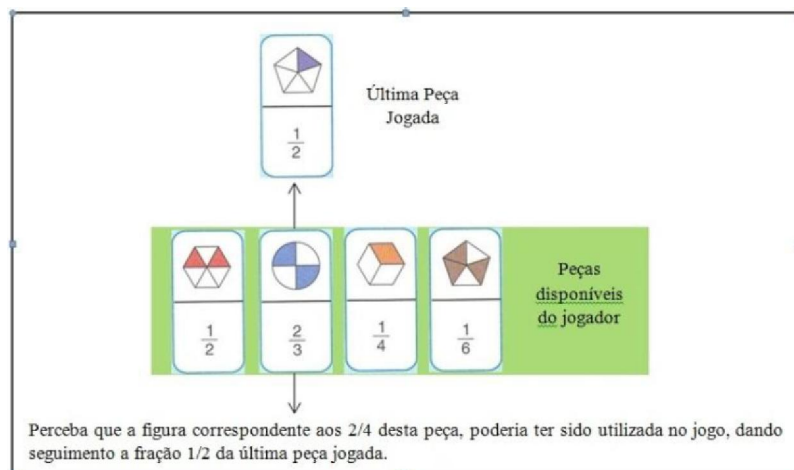 Última Peça
Jogada
1/2
1/2
2/3
1/4
1/6
Peças
disponíveis
do jogador
Perceba que a figura correspondente aos 2/4 desta peça, poderia ter sido utilizada no jogo, dando
seguimento a fração 1/2 da última peça jogada.